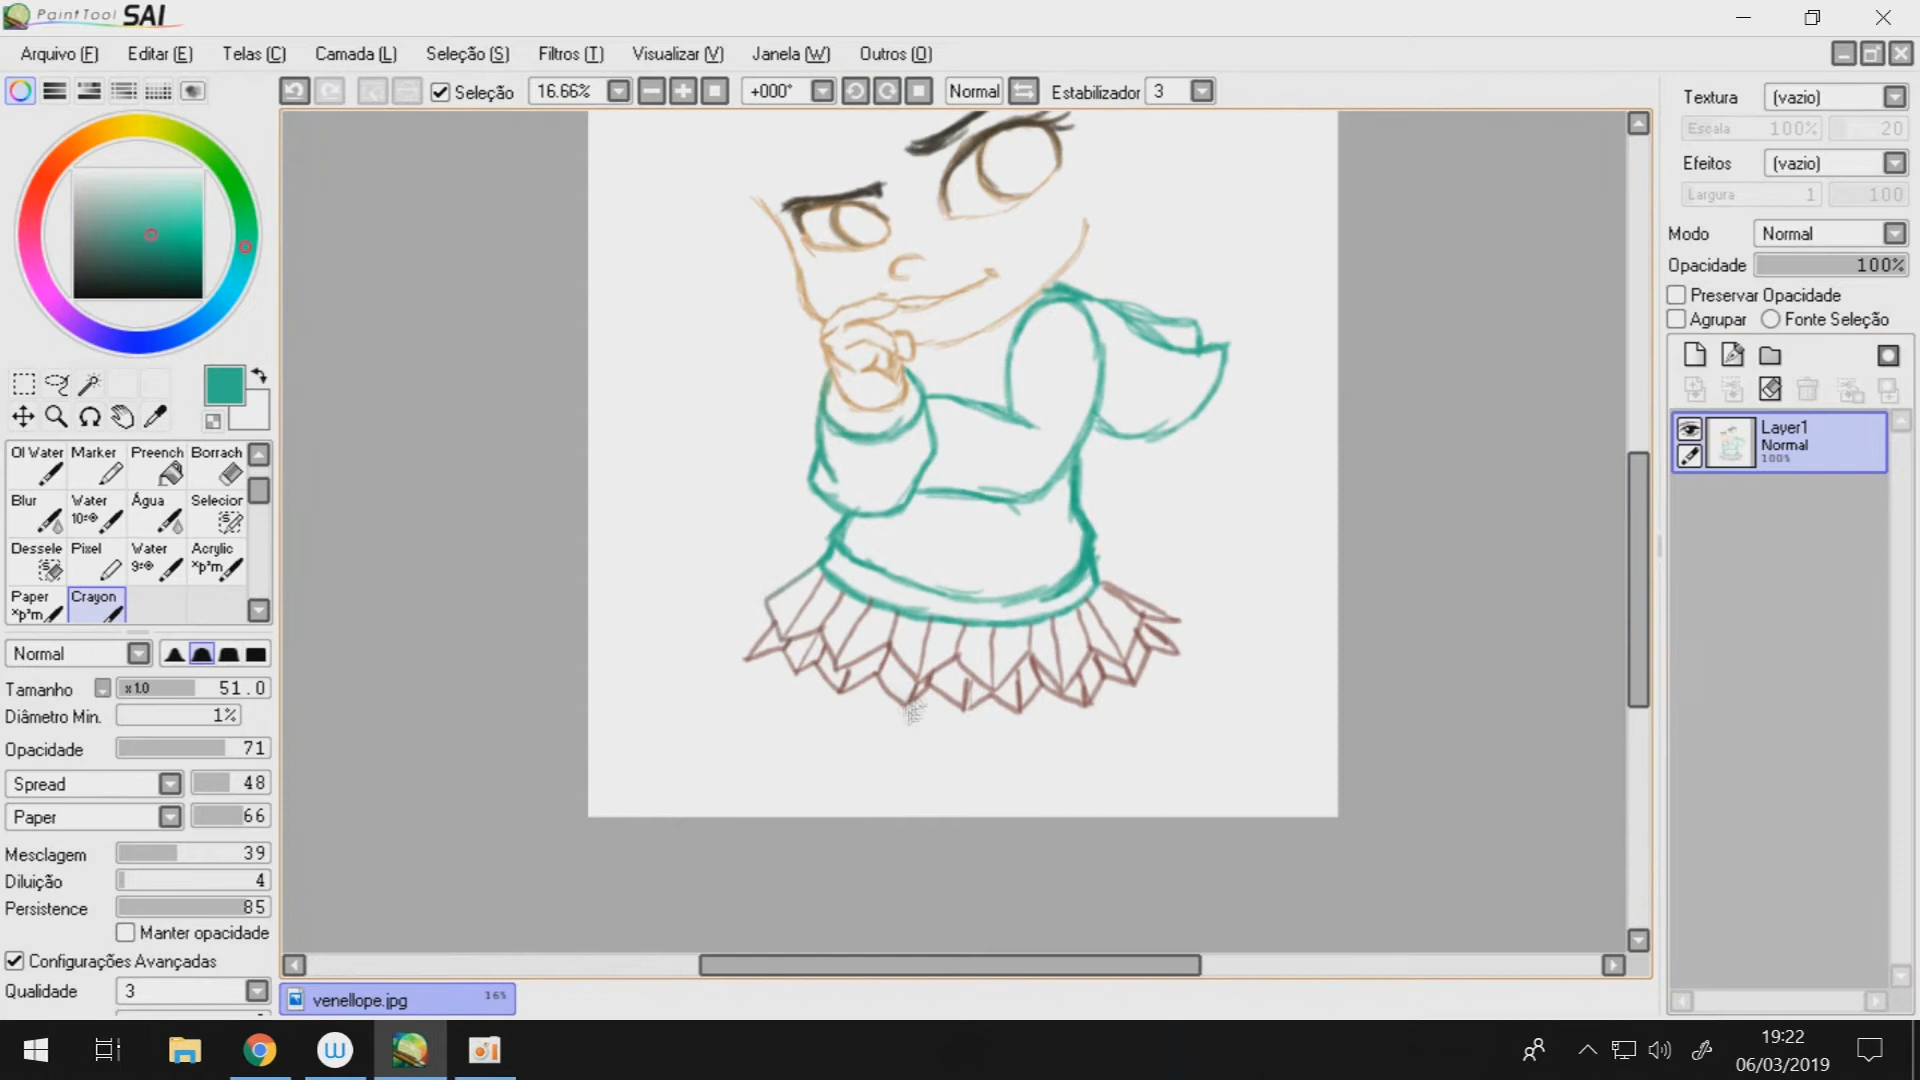 PaintTool SAI
Arquivo (F) Editar (E) Telas (C) Camada (L) Seleção (S) Filtros (T) Visualizar (V) Janela (W) Outros (O)
Seleção 16.66% +000° Normal Estabilizador 3
Textura (vazio)
Escala 100% 20
Efeitos (vazio)
Largura 1 100
Modo Normal
Opacidade 100%
Preservar Opacidade
Agrupar Fonte Seleção
Layer1
Normal
100%
Ol Water Marker Preench Borrach
Blur Water Água Selecior
Dessele Pixel Water Acrylic
Paper Crayon
Normal
Tamanho x 1.0 51.0
Diâmetro Min. 1%
Opacidade 71
Spread 48
Paper 66
Mesclagem 39
Diluição 4
Persistence 85
Manter opacidade
Configurações Avançadas
Qualidade 3
venellope.jpg 16%
19:22
06/03/2019